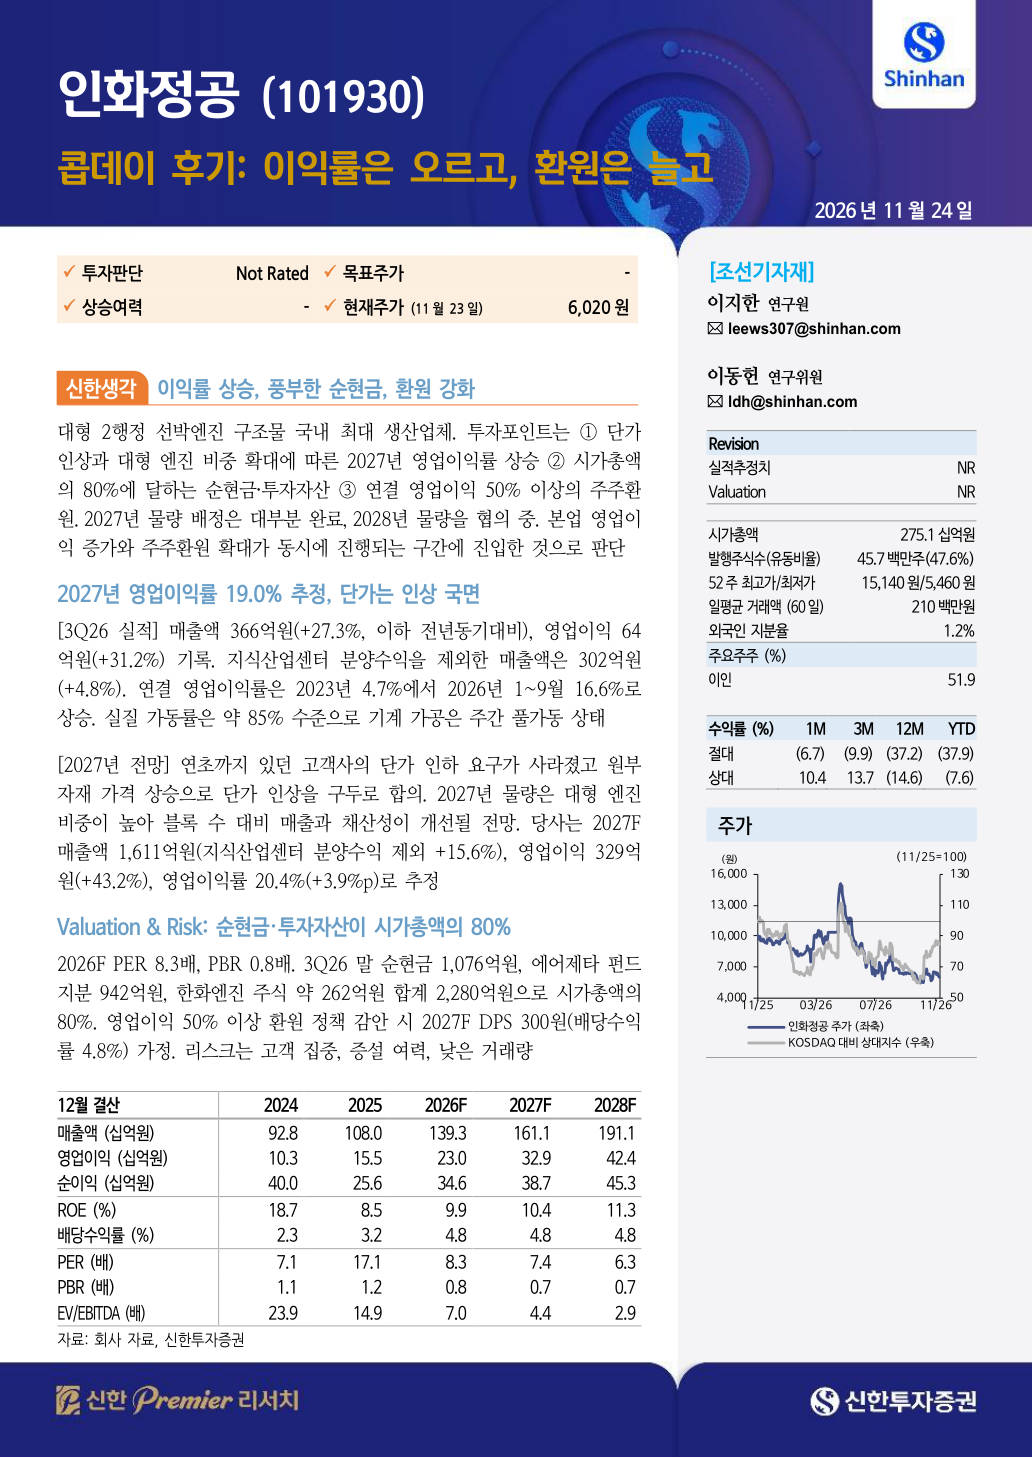 Shinhan
인화정공 (101930)
콥데이 후기: 이익률은 오르고, 환원은 늘고
2026년 11월 24일
✓ 투자판단 Not Rated ✓ 목표주가 -
✓ 상승여력 - ✓ 현재주가 (11월 23일) 6,020 원
신한생각 이익률 상승, 풍부한 순현금, 환원 강화
대형 2행정 선박엔진 구조물 국내 최대 생산업체. 투자포인트는 ① 단가
인상과 대형 엔진 비중 확대에 따른 2027년 영업이익률 상승 ② 시가총액
의 80%에 달하는 순현금·투자자산 ③ 연결 영업이익 50% 이상의 주주환
원. 2027년 물량 배정은 대부분 완료, 2028년 물량을 협의 중. 본업 영업이
익 증가와 주주환원 확대가 동시에 진행되는 구간에 진입한 것으로 판단
2027년 영업이익률 19.0% 추정, 단가는 인상 국면
[3Q26 실적] 매출액 366억원(+27.3%, 이하 전년동기대비), 영업이익 64
억원(+31.2%) 기록. 지식산업센터 분양수익을 제외한 매출액은 302억원
(+4.8%). 연결 영업이익률은 2023년 4.7%에서 2026년 1~9월 16.6%로
상승. 실질 가동률은 약 85% 수준으로 기계 가공은 주간 풀가동 상태
[2027년 전망] 연초까지 있던 고객사의 단가 인하 요구가 사라졌고 원부
자재 가격 상승으로 단가 인상을 구두로 합의. 2027년 물량은 대형 엔진
비중이 높아 블록 수 대비 매출과 채산성이 개선될 전망. 당사는 2027F
매출액 1,611억원(지식산업센터 분양수익 제외 +15.6%), 영업이익 329억
원(+43.2%), 영업이익률 20.4%(+3.9%p)로 추정
Valuation & Risk: 순현금·투자자산이 시가총액의 80%
2026F PER 8.3배, PBR 0.8배. 3Q26 말 순현금 1,076억원, 에어제타 펀드
지분 942억원, 한화엔진 주식 약 262억원 합계 2,280억원으로 시가총액의
80%. 영업이익 50% 이상 환원 정책 감안 시 2027F DPS 300원(배당수익
률 4.8%) 가정. 리스크는 고객 집중, 증설 여력, 낮은 거래량
12월 결산 2024 2025 2026F 2027F 2028F
매출액 (십억원) 92.8 108.0 139.3 161.1 191.1
영업이익 (십억원) 10.3 15.5 23.0 32.9 42.4
순이익 (십억원) 40.0 25.6 34.6 38.7 45.3
ROE (%) 18.7 8.5 9.9 10.4 11.3
배당수익률 (%) 2.3 3.2 4.8 4.8 4.8
PER (배) 7.1 17.1 8.3 7.4 6.3
PBR (배) 1.1 1.2 0.8 0.7 0.7
EV/EBITDA (배) 23.9 14.9 7.0 4.4 2.9
자료: 회사 자료, 신한투자증권
[조선기자재]
이지한 연구원
leews307@shinhan.com
이동헌 연구위원
ldh@shinhan.com
Revision
실적추정치 NR
Valuation NR
시가총액 275.1 십억원
발행주식수(유동비율) 45.7 백만주(47.6%)
52 주 최고가/최저가 15,140 원/5,460 원
일평균 거래액 (60일) 210 백만원
외국인 지분율 1.2%
주요주주 (%)
이인 51.9
수익률 (%) 1M 3M 12M YTD
절대 (6.7) (9.9) (37.2) (37.9)
상대 10.4 13.7 (14.6) (7.6)
주가
(원) (11/25=100)
16,000 130
13,000 110
10,000 90
7,000 70
4,000 50
11/25 03/26 07/26 11/26
인화정공 주가 (좌축)
KOSDAQ 대비 상대지수 (우축)
신한 Premier 리서치
신한투자증권